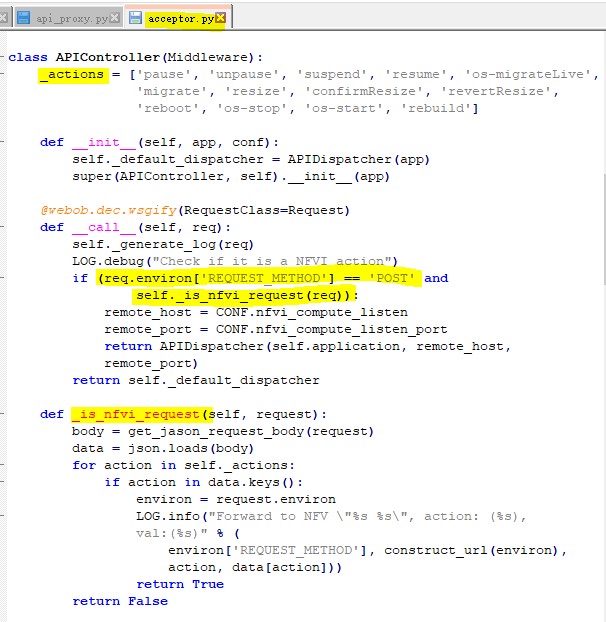 api_proxy.py
acceptor.py
class APIController(Middleware):
    _actions = ['pause', 'unpause', 'suspend', 'resume', 'os-migrateLive',
                'migrate', 'resize', 'confirmResize', 'revertResize',
                'reboot', 'os-stop', 'os-start', 'rebuild']
    def __init__(self, app, conf):
        self._default_dispatcher = APIDispatcher(app)
        super(APIController, self).__init__(app)
    @webob.dec.wsgify(RequestClass=Request)
    def __call__(self, req):
        self._generate_log(req)
        LOG.debug("Check if it is a NFVI action")
        if (req.environ['REQUEST_METHOD'] == 'POST' and
                self._is_nfvi_request(req)):
            remote_host = CONF.nfvi_compute_listen
            remote_port = CONF.nfvi_compute_listen_port
            return APIDispatcher(self.application, remote_host,
            remote_port)
        return self._default_dispatcher
    def _is_nfvi_request(self, request):
        body = get_jason_request_body(request)
        data = json.loads(body)
        for action in self._actions:
            if action in data.keys():
                environ = request.environ
                LOG.info("Forward to NFV \"%s %s\", action: (%s),
                val:(%s)" % (
                    environ['REQUEST_METHOD'], construct_url(environ),
                    action, data[action]))
                return True
        return False